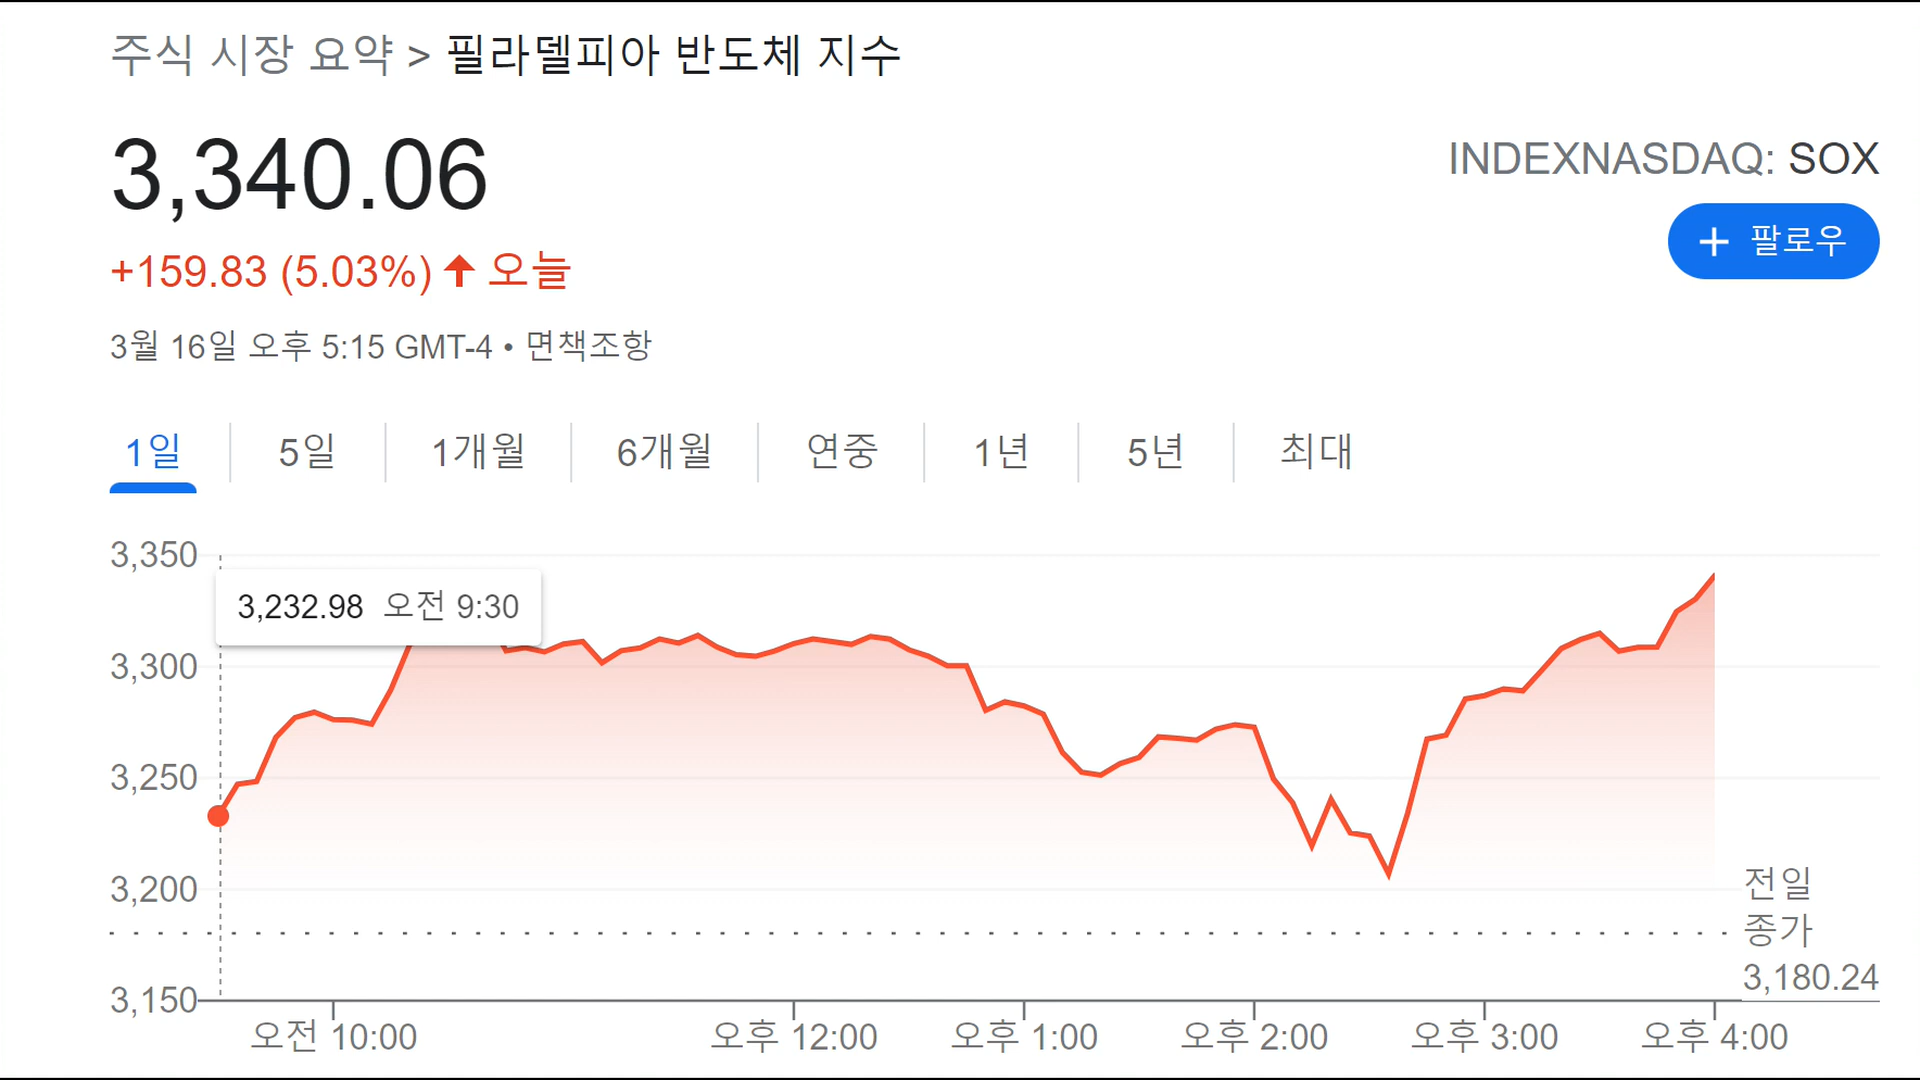 주식 시장 요약 > 필라델피아 반도체 지수
3,340.06
INDEXNASDAQ: SOX
+ 팔로우
+159.83 (5.03%) ↑ 오늘
3월 16일 오후 5:15 GMT-4 • 면책조항
1일 5일 1개월 6개월 연중 1년 5년 최대
3,350
3,232.98 오전 9:30
3,300
3,250
3,200
전일
종가
3,180.24
3,150
오전 10:00 오후 12:00 오후 1:00 오후 2:00 오후 3:00 오후 4:00